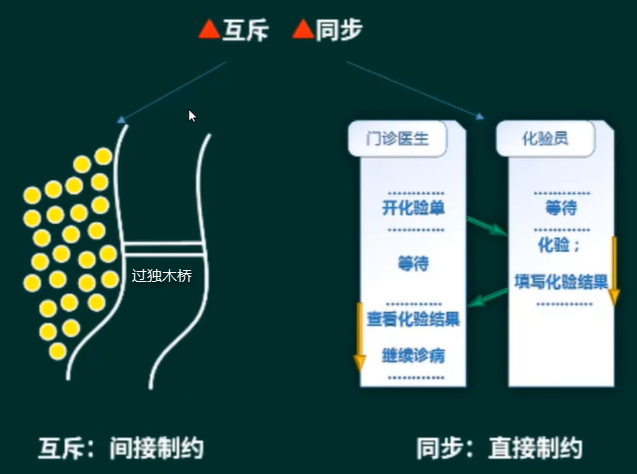 ▲互斥 ▲同步
过独木桥
互斥：间接制约
门诊医生
............
开化验单
............
等待
............
查看化验结果
继续诊病
............
化验员
............
等待
............
化验；
填写化验结果
............
同步：直接制约